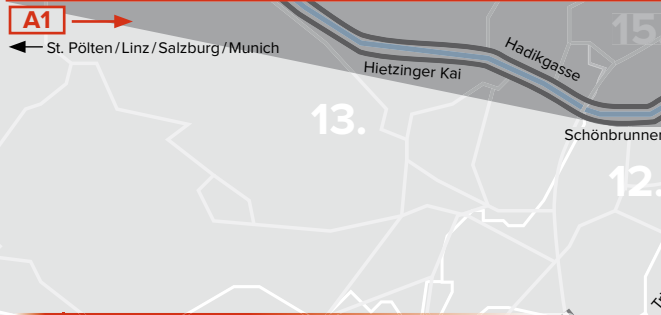 A1
St. Pölten/Linz/Salzburg/Munich
15
Hadikgasse
Hietzinger Kai
13.
Schönbrunner
12.